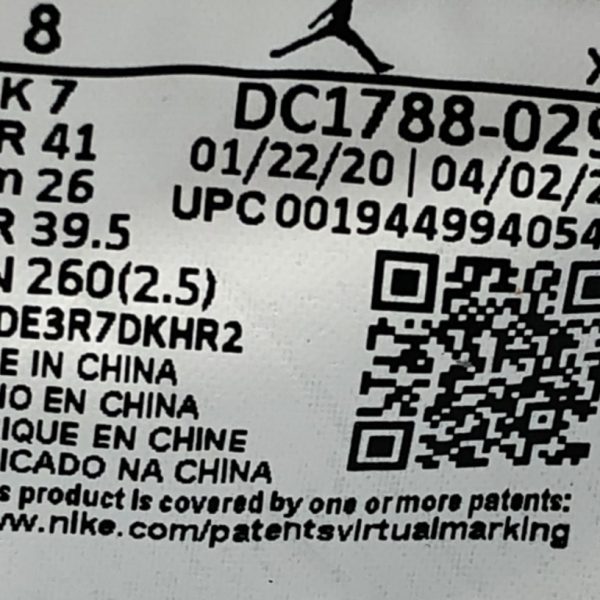 8
K 7
R 41
m 26
R 39.5
N 260(2.5)
DE3R7DKHR2
DC1788-029
01/22/20 | 04/02/2
UPC 001944994054
E IN CHINA
HO EN CHINA
IQUE EN CHINE
ICADO NA CHINA
s product is covered by one or more patents:
w.nike.com/patentsvirtualmarking